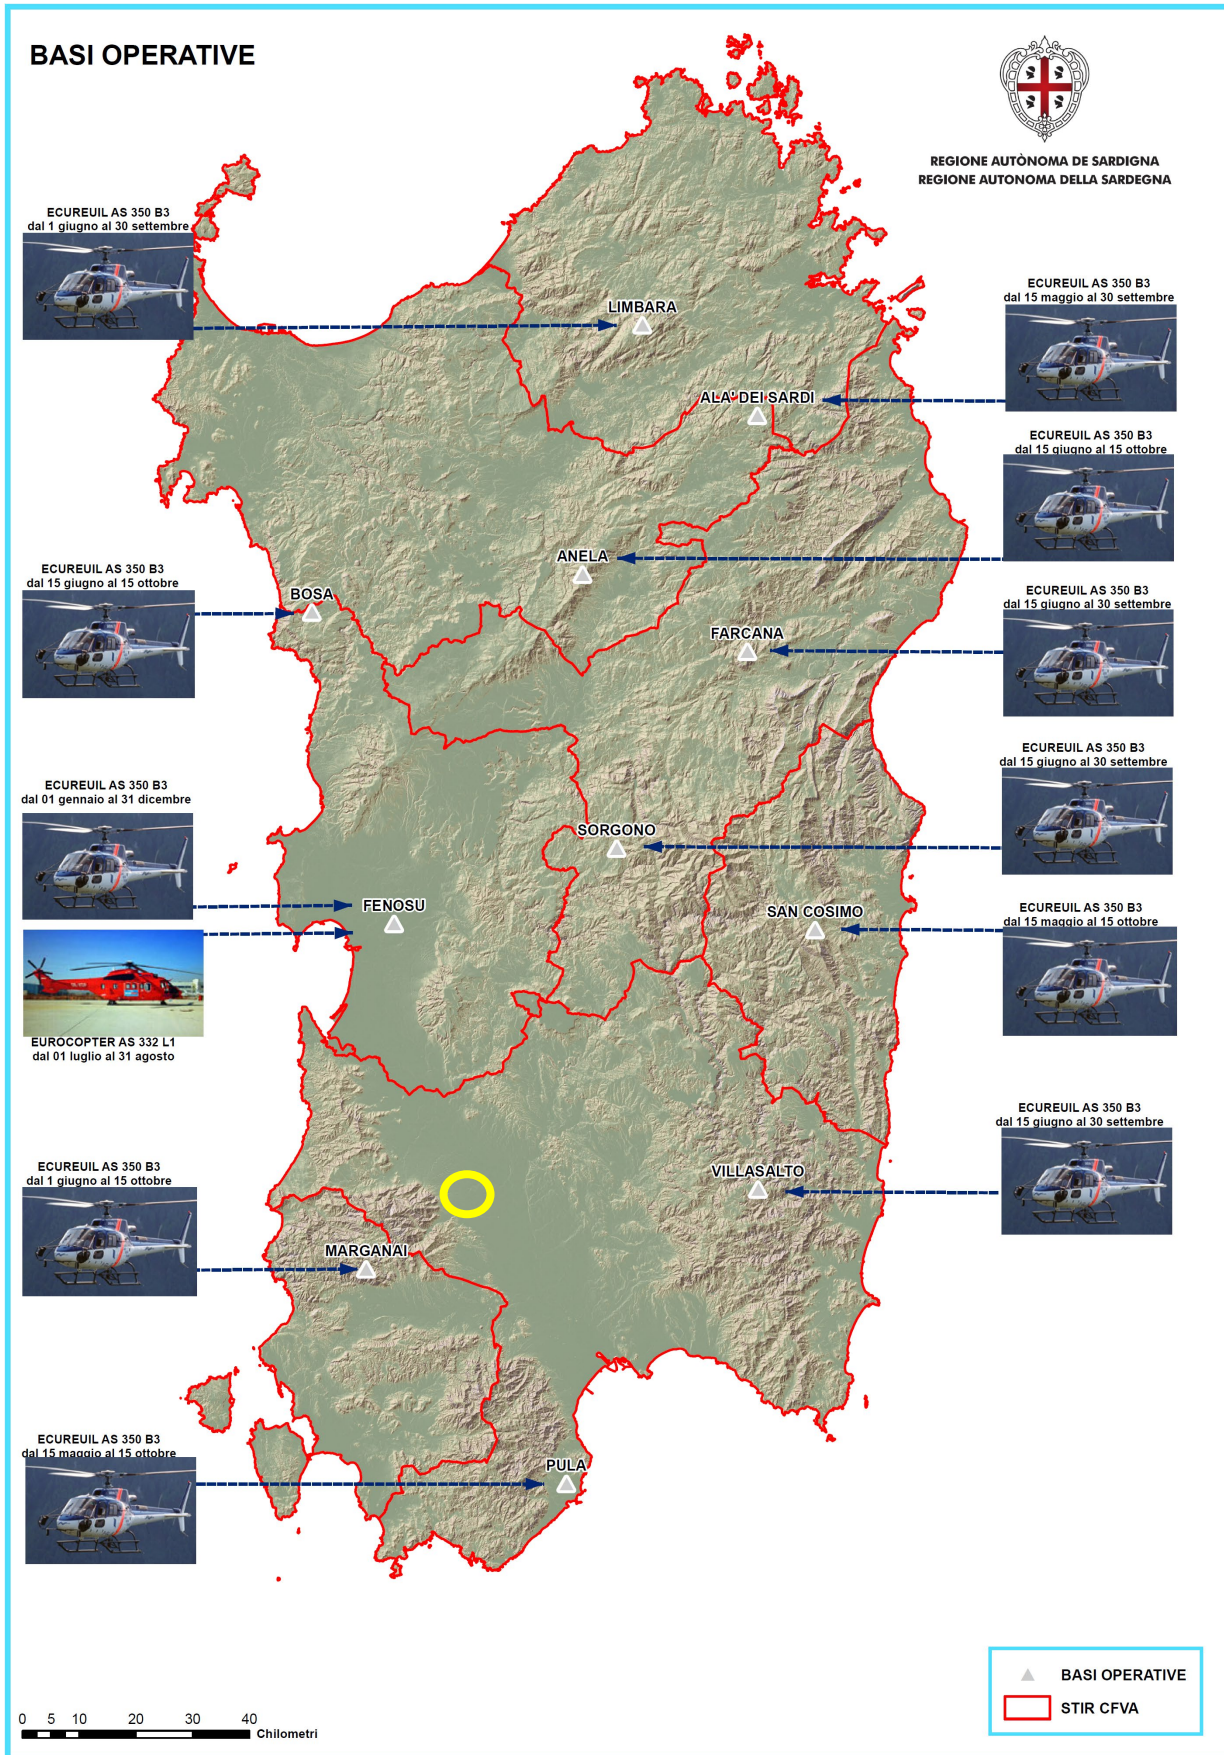 BASI OPERATIVE
REGIONE AUTÒNOMA DE SARDIGNA
REGIONE AUTONOMA DELLA SARDEGNA
ECUREUIL AS 350 B3
dal 1 giugno al 30 settembre
LIMBARA
ECUREUIL AS 350 B3
dal 15 maggio al 30 settembre
ALA' DEI SARDI
ECUREUIL AS 350 B3
dal 15 giugno al 15 ottobre
ANELA
ECUREUIL AS 350 B3
dal 15 giugno al 15 ottobre
BOSA
ECUREUIL AS 350 B3
dal 15 giugno al 30 settembre
FARCANA
ECUREUIL AS 350 B3
dal 15 giugno al 30 settembre
SORGONO
ECUREUIL AS 350 B3
dal 01 gennaio al 31 dicembre
FENOSU
EUROCOPTER AS 332 L1
dal 01 luglio al 31 agosto
ECUREUIL AS 350 B3
dal 15 maggio al 15 ottobre
SAN COSIMO
ECUREUIL AS 350 B3
dal 15 giugno al 30 settembre
VILLASALTO
ECUREUIL AS 350 B3
dal 1 giugno al 15 ottobre
MARGANAI
ECUREUIL AS 350 B3
dal 15 maggio al 15 ottobre
PULA
BASI OPERATIVE
STIR CFVA
0 5 10 20 30 40
Chilometri